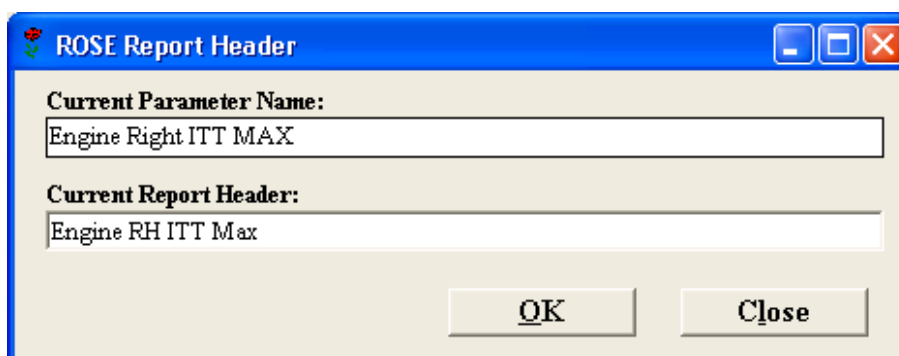 ROSE Report Header
Current Parameter Name:
Engine Right ITT MAX
Current Report Header:
Engine RH ITT Max
OK Close